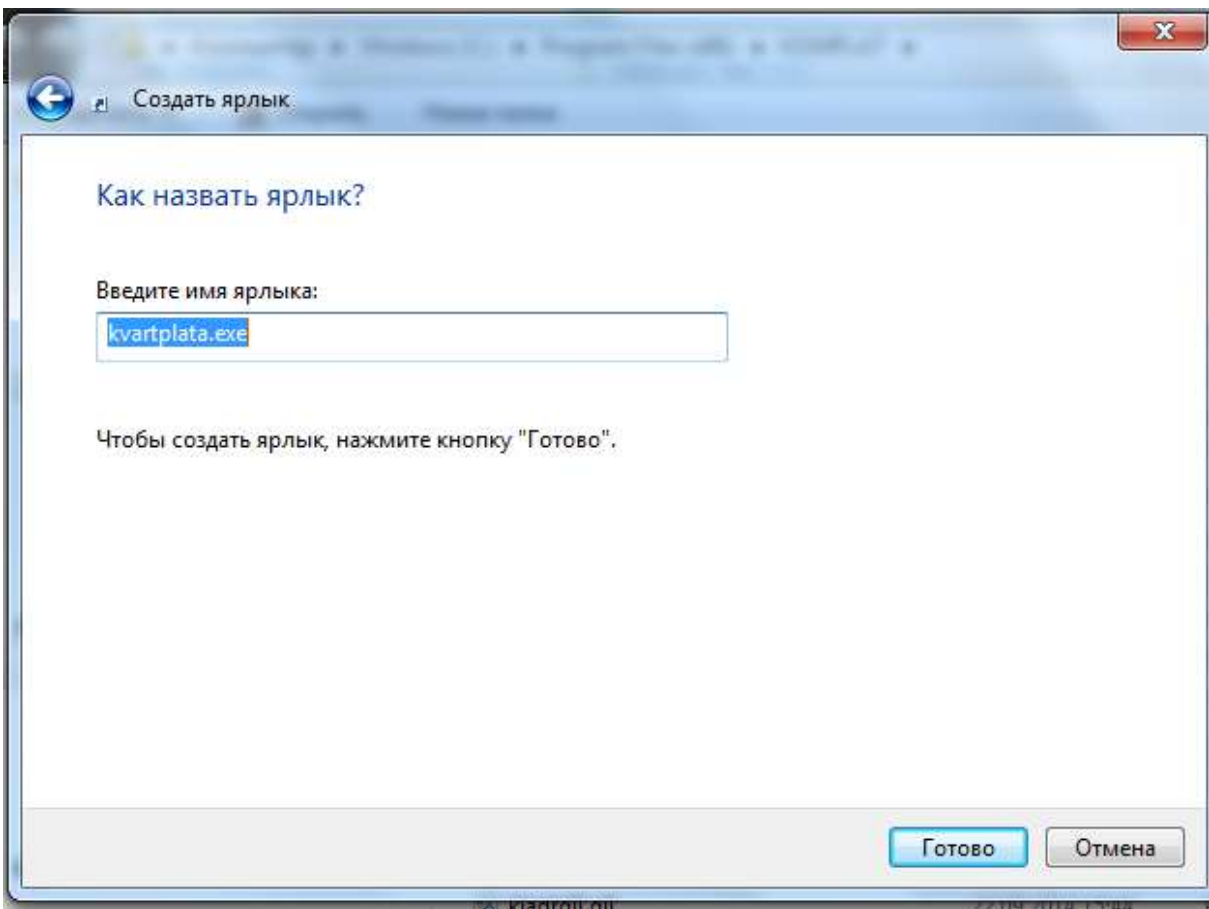 Создать ярлык
Как назвать ярлык?
Введите имя ярлыка:
kvartplata.exe
Чтобы создать ярлык, нажмите кнопку "Готово".
Готово
Отмена